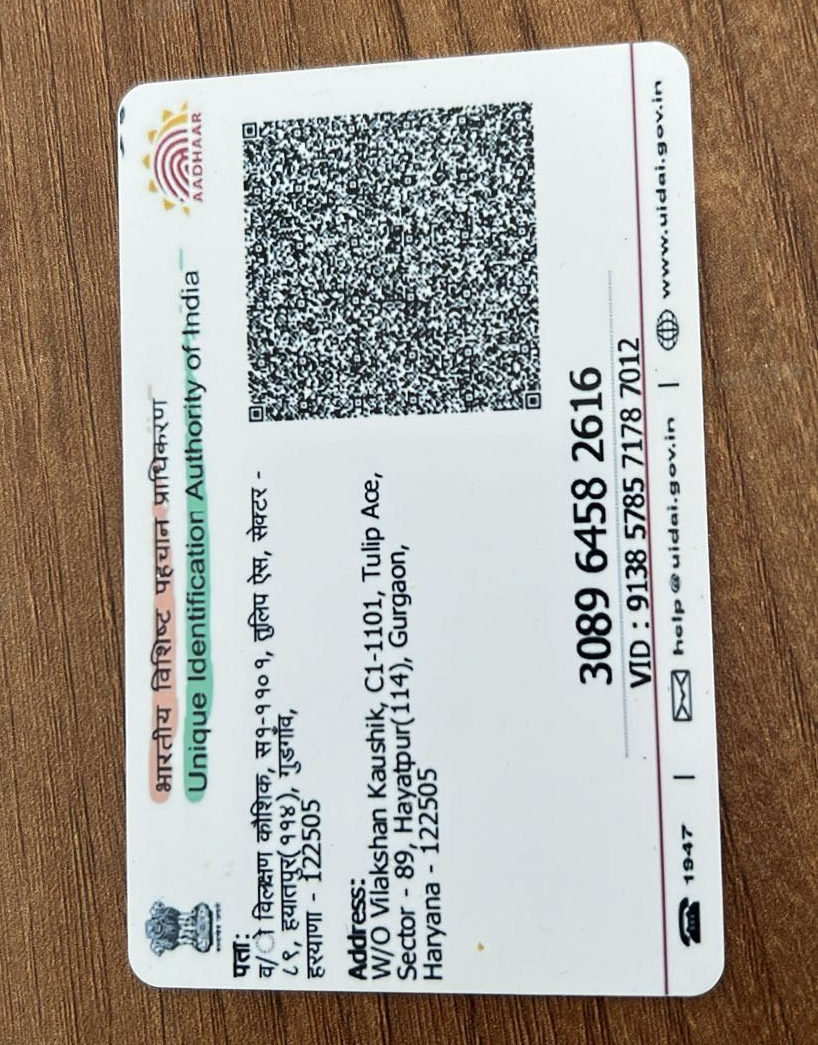 भारतीय विशिष्ट पहचान प्राधिकरण
Unique Identification Authority of India
AADHAAR
पता:
व/ो विलक्षण कौशिक, स१-११०१, तुलिप ऐस, सेक्टर -
८९, हयातपुर(११४), गुडगाँव,
हरयाणा - 122505
Address:
W/O Vilakshan Kaushik, C1-1101, Tulip Ace,
Sector - 89, Hayatpur(114), Gurgaon,
Haryana - 122505
3089 6458 2616
VID : 9138 5785 7178 7012
1947 | help@uidai.gov.in | www.uidai.gov.in